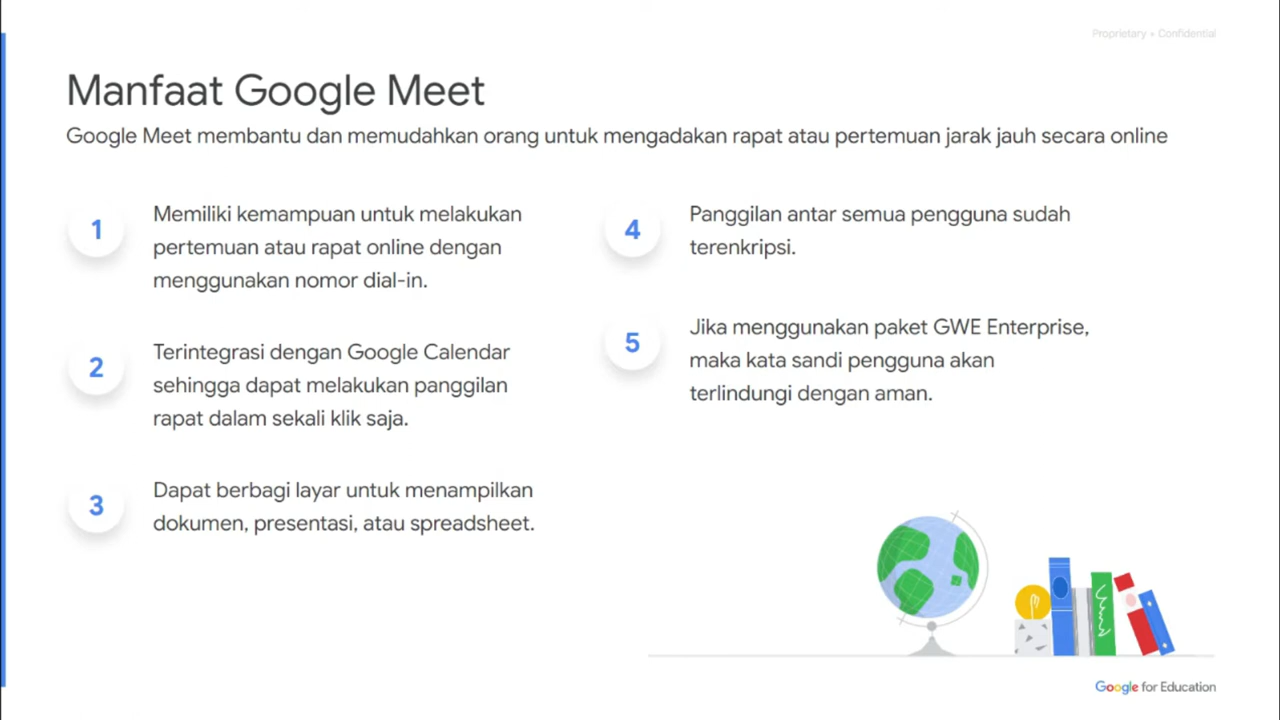 Proprietary + Confidential
Manfaat Google Meet
Google Meet membantu dan memudahkan orang untuk mengadakan rapat atau pertemuan jarak jauh secara online
1
Memiliki kemampuan untuk melakukan
pertemuan atau rapat online dengan
menggunakan nomor dial-in.
2
Terintegrasi dengan Google Calendar
sehingga dapat melakukan panggilan
rapat dalam sekali klik saja.
3
Dapat berbagi layar untuk menampilkan
dokumen, presentasi, atau spreadsheet.
4
Panggilan antar semua pengguna sudah
terenkripsi.
5
Jika menggunakan paket GWE Enterprise,
maka kata sandi pengguna akan
terlindungi dengan aman.
Google for Education